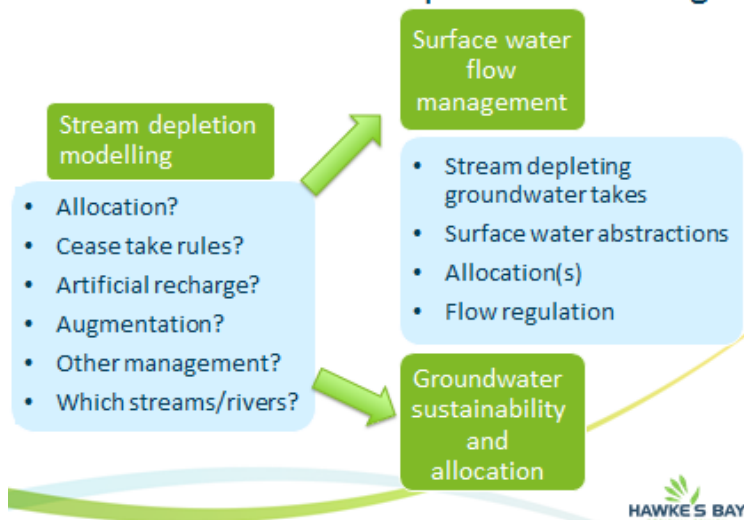 Stream depletion
modelling
• Allocation?
• Cease take rules?
• Artificial recharge?
• Augmentation?
• Other management?
• Which streams/rivers?
Surface water
flow
management
• Stream depleting
groundwater takes
• Surface water abstractions
• Allocation(s)
• Flow regulation
Groundwater
sustainability
and
allocation
HAWKE'S BAY